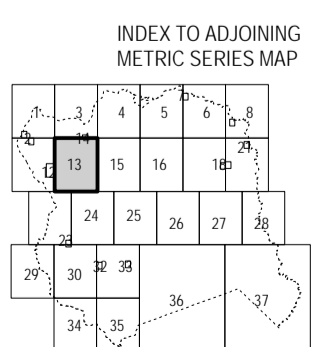 INDEX TO ADJOINING
METRIC SERIES MAP
7
1 3 4 5 6 8
2 14 21
12 13 15 16 18
24 25 26 27 28
23
29 30 32 33 36 37
34 35